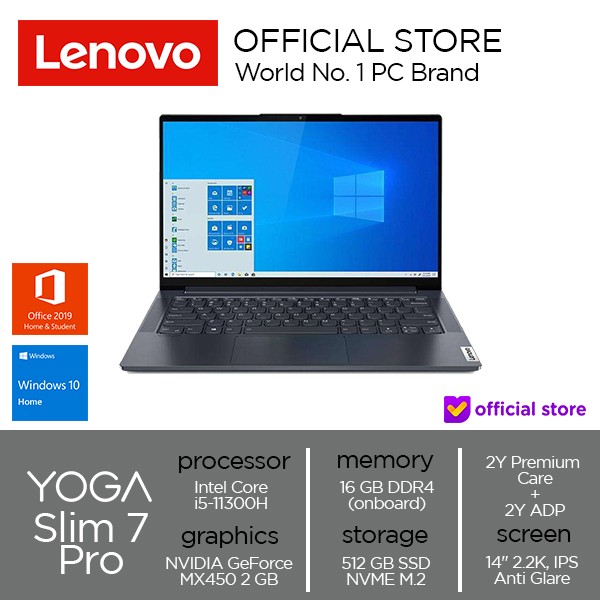 Lenovo
OFFICIAL STORE
World No. 1 PC Brand
Office 2019
Home & Student
Windows
Windows 10
Home
Lenovo
official store
YOGA
Slim 7
Pro
processor
Intel Core
i5-11300H
graphics
NVIDIA GeForce
MX450 2 GB
memory
16 GB DDR4
(onboard)
storage
512 GB SSD
NVME M.2
2Y Premium
Care
+
2Y ADP
screen
14" 2.2K, IPS
Anti Glare